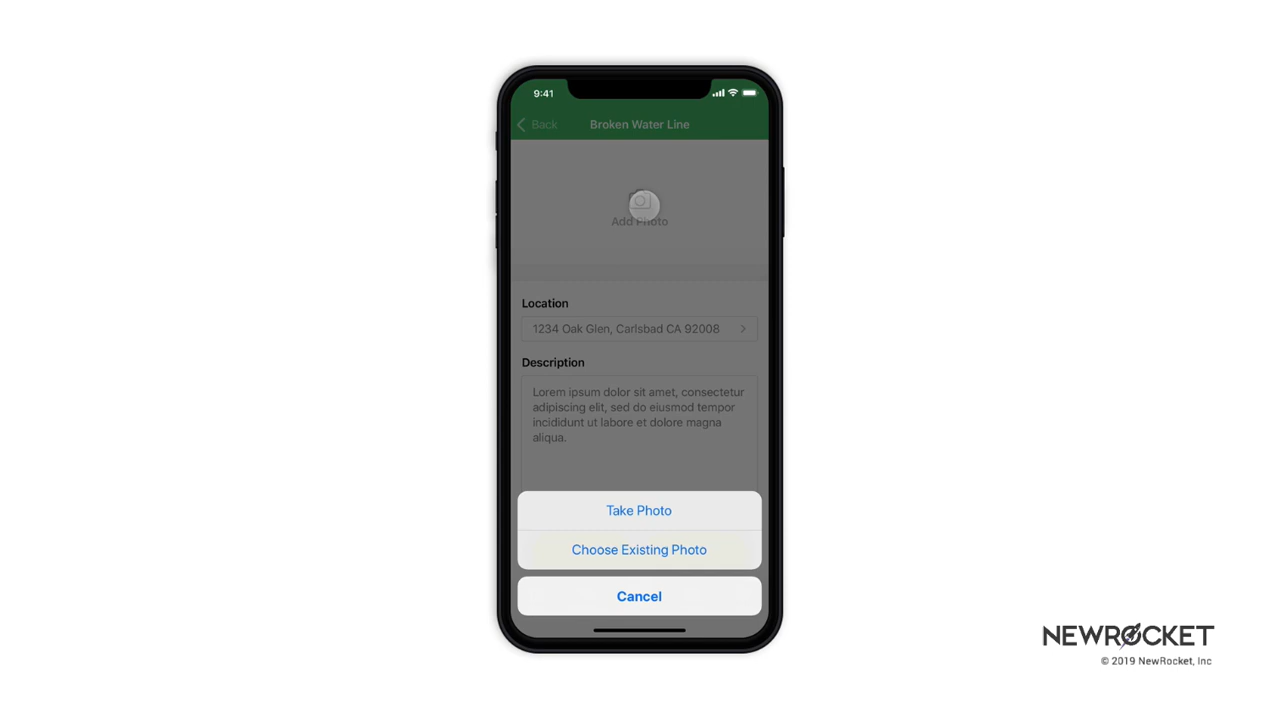 9:41
Back
Broken Water Line
Add Photo
Location
1234 Oak Glen, Carlsbad CA 92008
Description
Lorem ipsum dolor sit amet, consectetur
adipiscing elit, sed do eiusmod tempor
incididunt ut labore et dolore magna
aliqua.
Take Photo
Choose Existing Photo
Cancel
NEWROCKET
© 2019 NewRocket, Inc